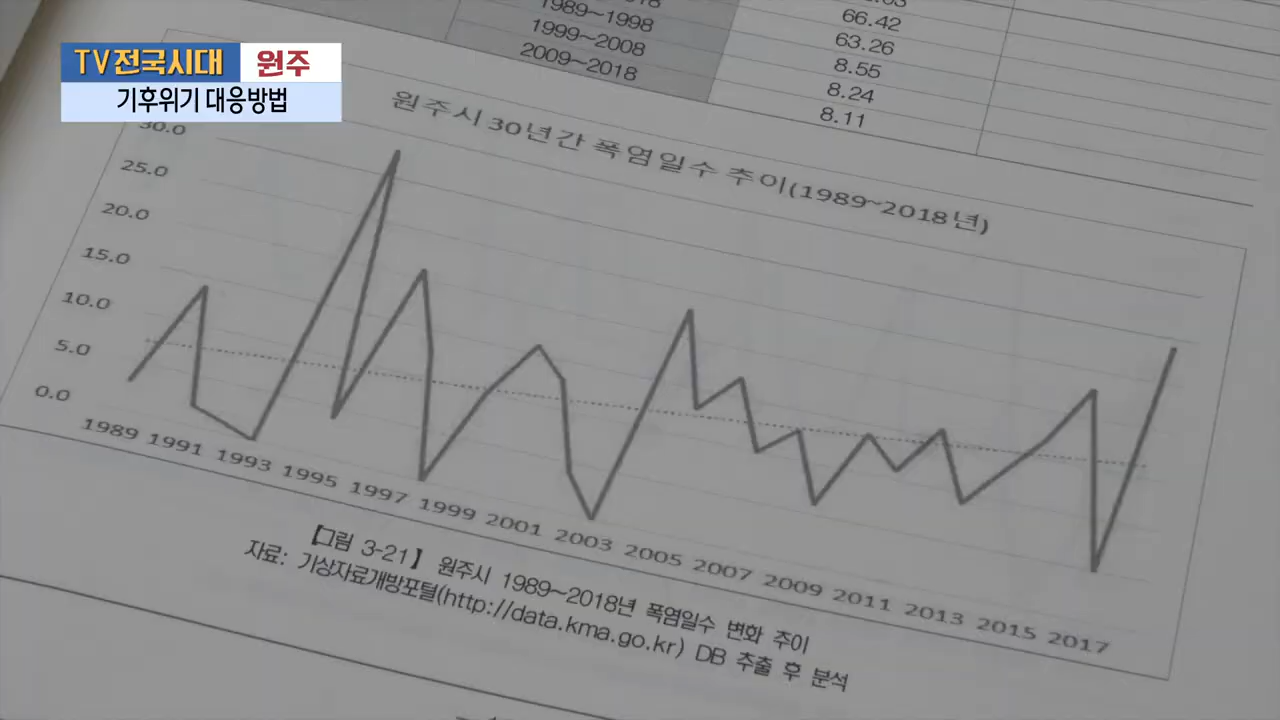 TV전국시대 원주
기후위기 대응방법
1989~1998
66.42
1999~2008
63.26
2009~2018
8.55
8.24
8.11
원주시 30년간 폭염일수 추이(1989~2018년)
30.0
25.0
20.0
15.0
10.0
5.0
0.0
1989 1991 1993 1995 1997 1999 2001 2003 2005 2007 2009 2011 2013 2015 2017
【그림 3-21】 원주시 1989~2018년 폭염일수 변화 추이
자료: 기상자료개방포털(http://data.kma.go.kr) DB 추출 후 분석